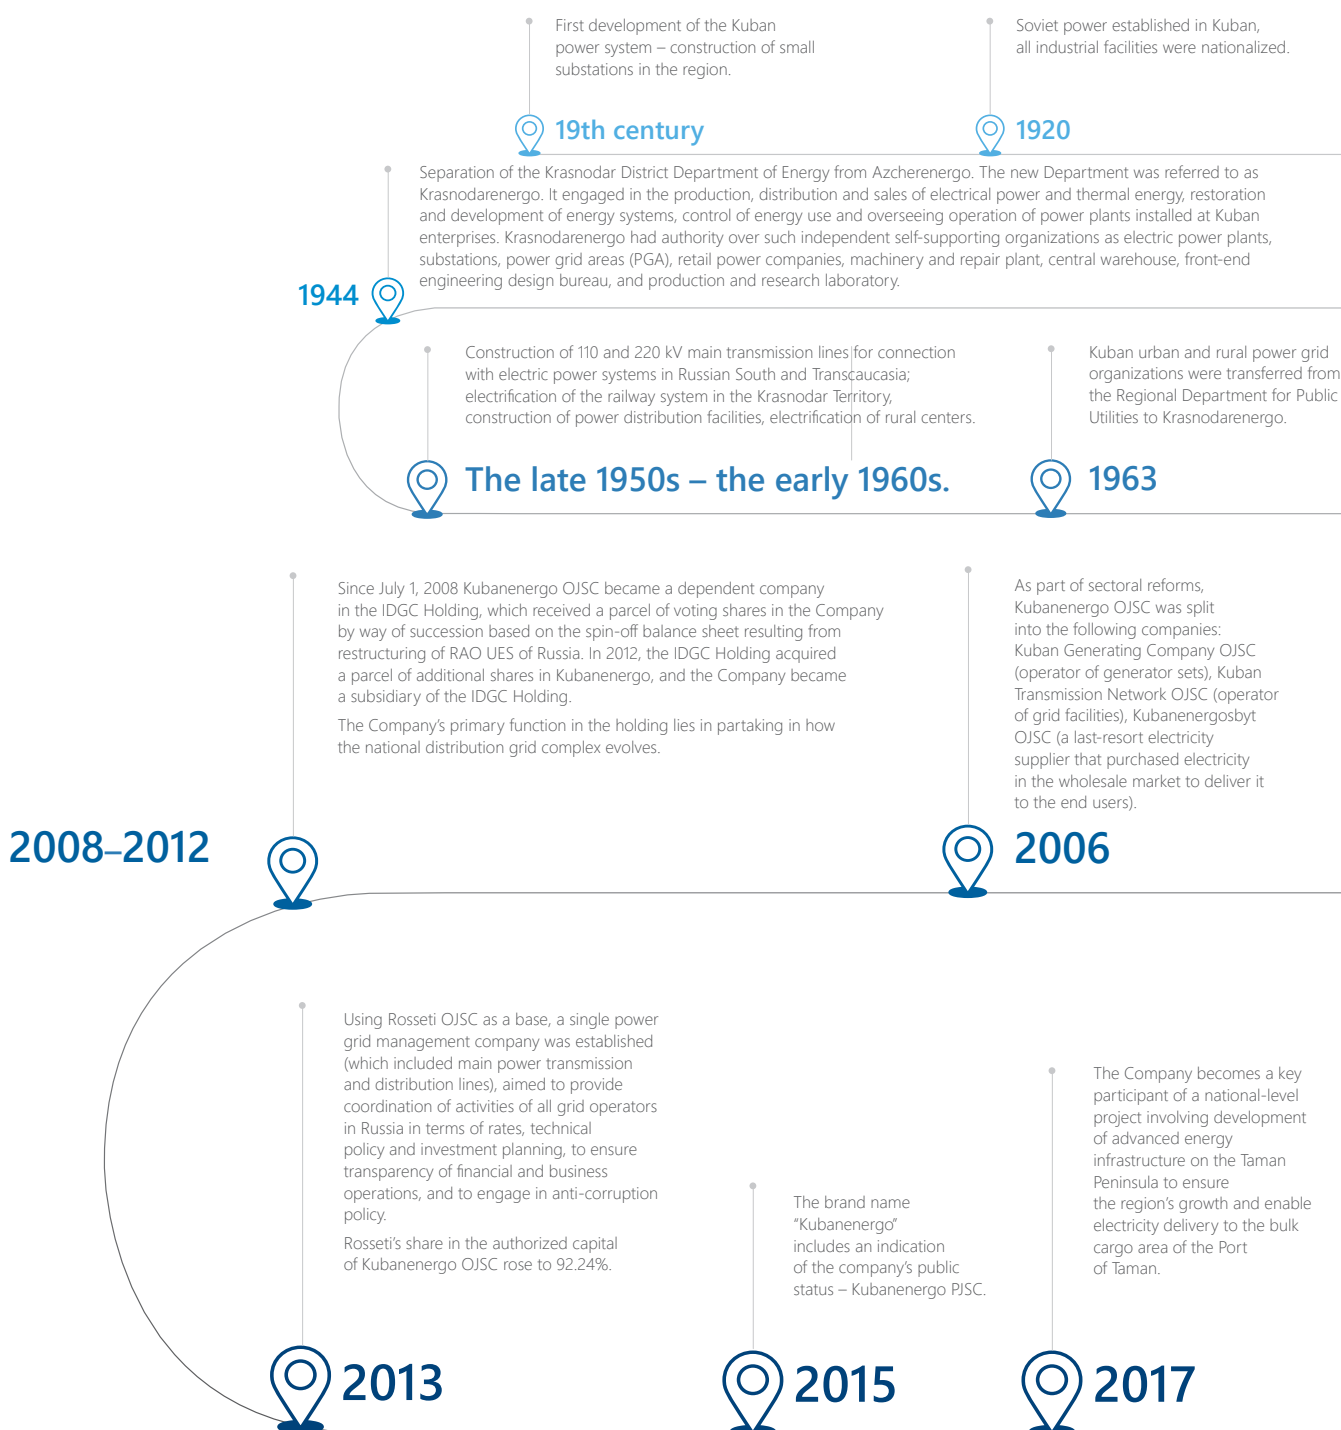 First development of the Kuban
power system – construction of small
substations in the region.
19th century
Soviet power established in Kuban,
all industrial facilities were nationalized.
1920
Separation of the Krasnodar District Department of Energy from Azcherenergo. The new Department was referred to as
Krasnodarenergo. It engaged in the production, distribution and sales of electrical power and thermal energy, restoration
and development of energy systems, control of energy use and overseeing operation of power plants installed at Kuban
enterprises. Krasnodarenergo had authority over such independent self-supporting organizations as electric power plants,
substations, power grid areas (PGA), retail power companies, machinery and repair plant, central warehouse, front-end
engineering design bureau, and production and research laboratory.
1944
Construction of 110 and 220 kV main transmission lines for connection
with electric power systems in Russian South and Transcaucasia;
electrification of the railway system in the Krasnodar Territory,
construction of power distribution facilities, electrification of rural centers.
The late 1950s – the early 1960s.
Kuban urban and rural power grid
organizations were transferred from
the Regional Department for Public
Utilities to Krasnodarenergo.
1963
Since July 1, 2008 Kubanenergo OJSC became a dependent company
in the IDGC Holding, which received a parcel of voting shares in the Company
by way of succession based on the spin-off balance sheet resulting from
restructuring of RAO UES of Russia. In 2012, the IDGC Holding acquired
a parcel of additional shares in Kubanenergo, and the Company became
a subsidiary of the IDGC Holding.
The Company's primary function in the holding lies in partaking in how
the national distribution grid complex evolves.
2008–2012
As part of sectoral reforms,
Kubanenergo OJSC was split
into the following companies:
Kuban Generating Company OJSC
(operator of generator sets), Kuban
Transmission Network OJSC (operator
of grid facilities), Kubanenergosbyt
OJSC (a last-resort electricity
supplier that purchased electricity
in the wholesale market to deliver it
to the end users).
2006
Using Rosseti OJSC as a base, a single power
grid management company was established
(which included main power transmission
and distribution lines), aimed to provide
coordination of activities of all grid operators
in Russia in terms of rates, technical
policy and investment planning, to ensure
transparency of financial and business
operations, and to engage in anti-corruption
policy.
Rosseti's share in the authorized capital
of Kubanenergo OJSC rose to 92.24%.
2013
The brand name
“Kubanenergo”
includes an indication
of the company's public
status – Kubanenergo PJSC.
2015
The Company becomes a key
participant of a national-level
project involving development
of advanced energy
infrastructure on the Taman
Peninsula to ensure
the region's growth and enable
electricity delivery to the bulk
cargo area of the Port
of Taman.
2017